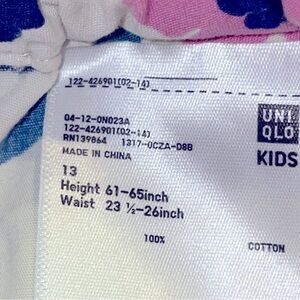 122-426901(02-14)
04-12-0N023A
122-426901(02-14)
RN139864 1317-0CZA-D8B
MADE IN CHINA
UNI
QLO
KIDS
13
Height 61-65inch
Waist 23 ½-26inch
100% COTTON